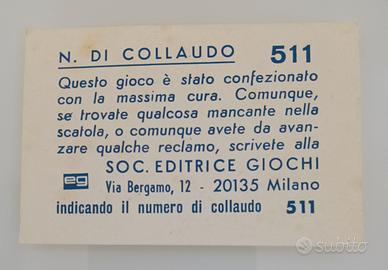 N. DI COLLAUDO 511
Questo gioco è stato confezionato
con la massima cura. Comunque,
se trovate qualcosa mancante nella
scatola, o comunque avete da avan-
zare qualche reclamo, scrivete alla
SOC. EDITRICE GIOCHI
eg Via Bergamo, 12 - 20135 Milano
indicando il numero di collaudo 511
subito